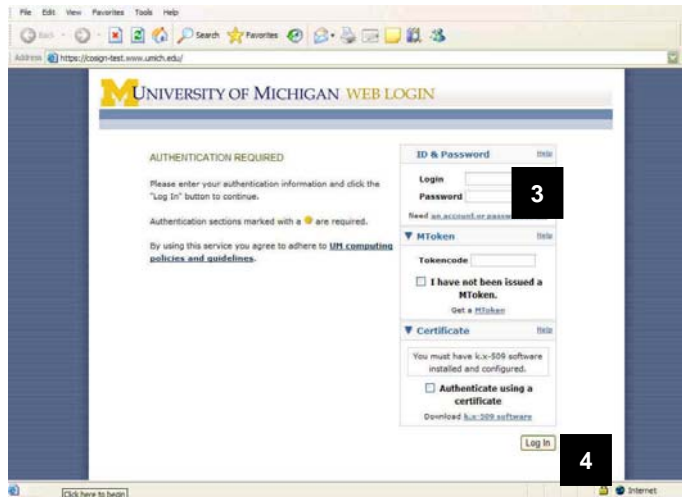 File Edit View Favorites Tools Help
Back Search Favorites
Address https://cosign-test.www.umich.edu/
UNIVERSITY OF MICHIGAN WEB LOGIN
AUTHENTICATION REQUIRED
Please enter your authentication information and click the
"Log In" button to continue.
Authentication sections marked with a are required.
By using this service you agree to adhere to UM computing
policies and guidelines.
ID & Password Help
Login
Password
3
Need an account or
MToken Help
Tokencode
I have not been issued a
MToken.
Get a MToken
Certificate Help
You must have k.x-509 software
installed and configured.
Authenticate using a
certificate
Download k.x-509 software
Log In
4
Click here to begin
Internet